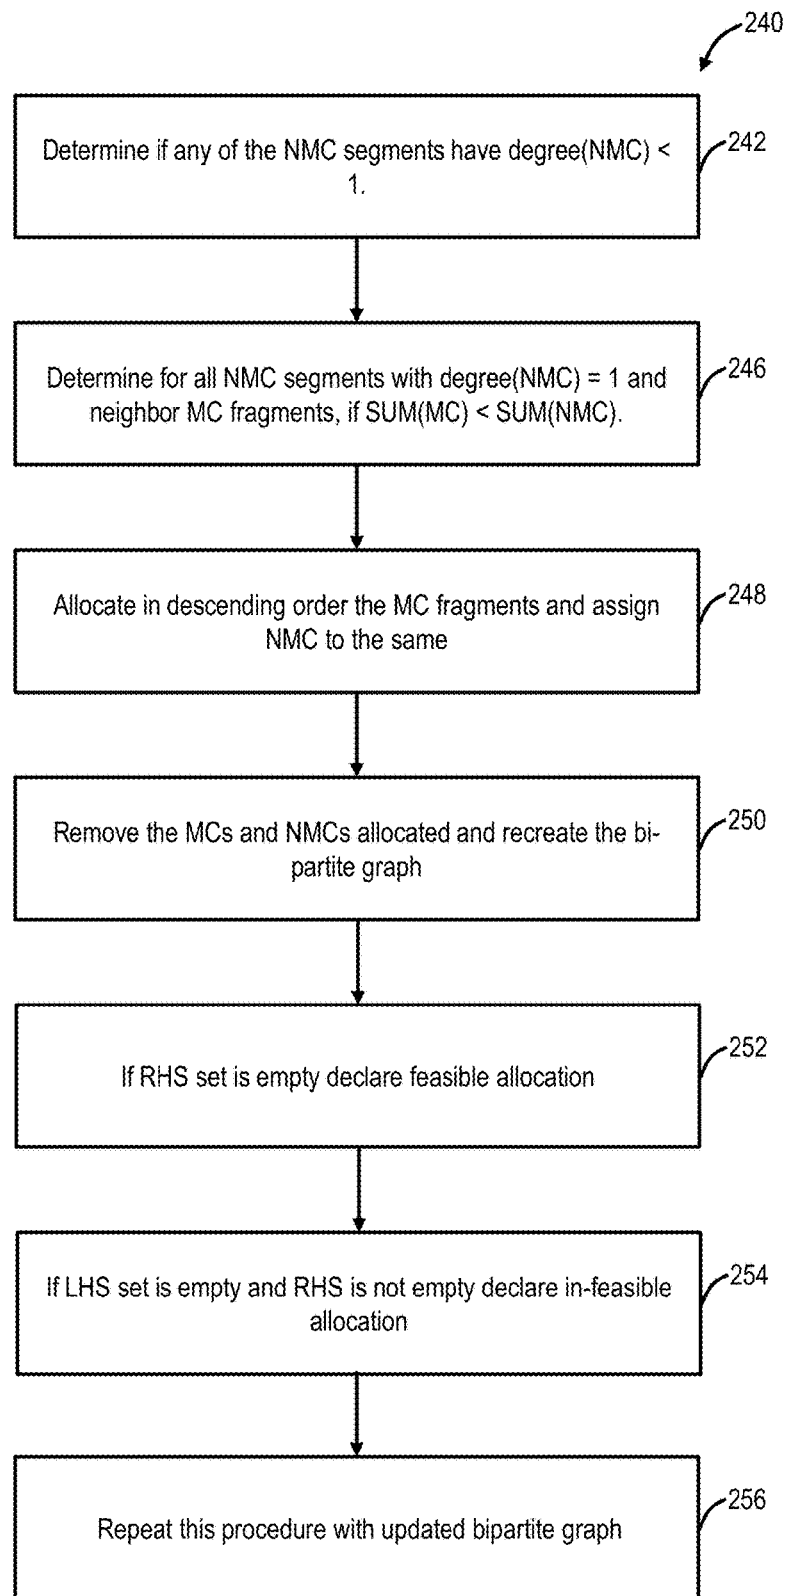 240
Determine if any of the NMC segments have degree(NMC) <
1.
242
Determine for all NMC segments with degree(NMC) = 1 and
neighbor MC fragments, if SUM(MC) < SUM(NMC).
246
Allocate in descending order the MC fragments and assign
NMC to the same
248
Remove the MCs and NMCs allocated and recreate the bi-
partite graph
250
If RHS set is empty declare feasible allocation
252
If LHS set is empty and RHS is not empty declare in-feasible
allocation
254
Repeat this procedure with updated bipartite graph
256